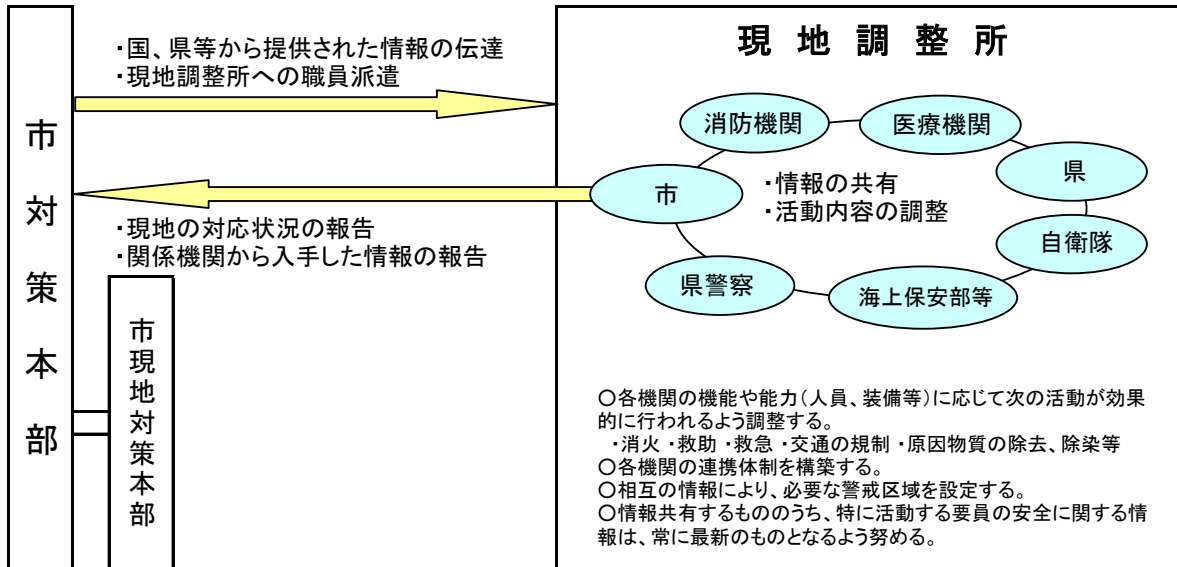 市対策本部
・国、県等から提供された情報の伝達
・現地調整所への職員派遣
・現地の対応状況の報告
・関係機関から入手した情報の報告
市現地対策本部
現地調整所
消防機関
医療機関
市
県
・情報の共有
・活動内容の調整
自衛隊
県警察
海上保安部等
○各機関の機能や能力(人員、装備等)に応じて次の活動が効果
的に行われるよう調整する。
・消火・救助・救急・交通の規制・原因物質の除去、除染等
○各機関の連携体制を構築する。
○相互の情報により、必要な警戒区域を設定する。
○情報共有するもののうち、特に活動する要員の安全に関する情
報は、常に最新のものとなるよう努める。